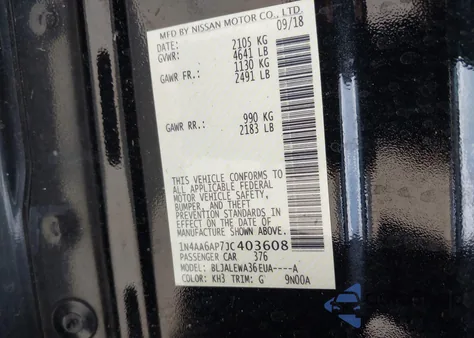 MFD BY NISSAN MOTOR CO., LTD.
DATE: 09/18
GVWR: 2105 KG
4641 LB
GAWR FR.: 1130 KG
2491 LB
GAWR RR.: 990 KG
2183 LB
THIS VEHICLE CONFORMS TO
ALL APPLICABLE FEDERAL
MOTOR VEHICLE SAFETY,
BUMPER, AND THEFT
PREVENTION STANDARDS IN
EFFECT ON THE DATE OF
MANUFACTURE SHOWN ABOVE.
1N4AA6AP7JC403608
PASSENGER CAR 376
MODEL: BLJALEWA36EUA----A
COLOR: KH3 TRIM: G 9N00A